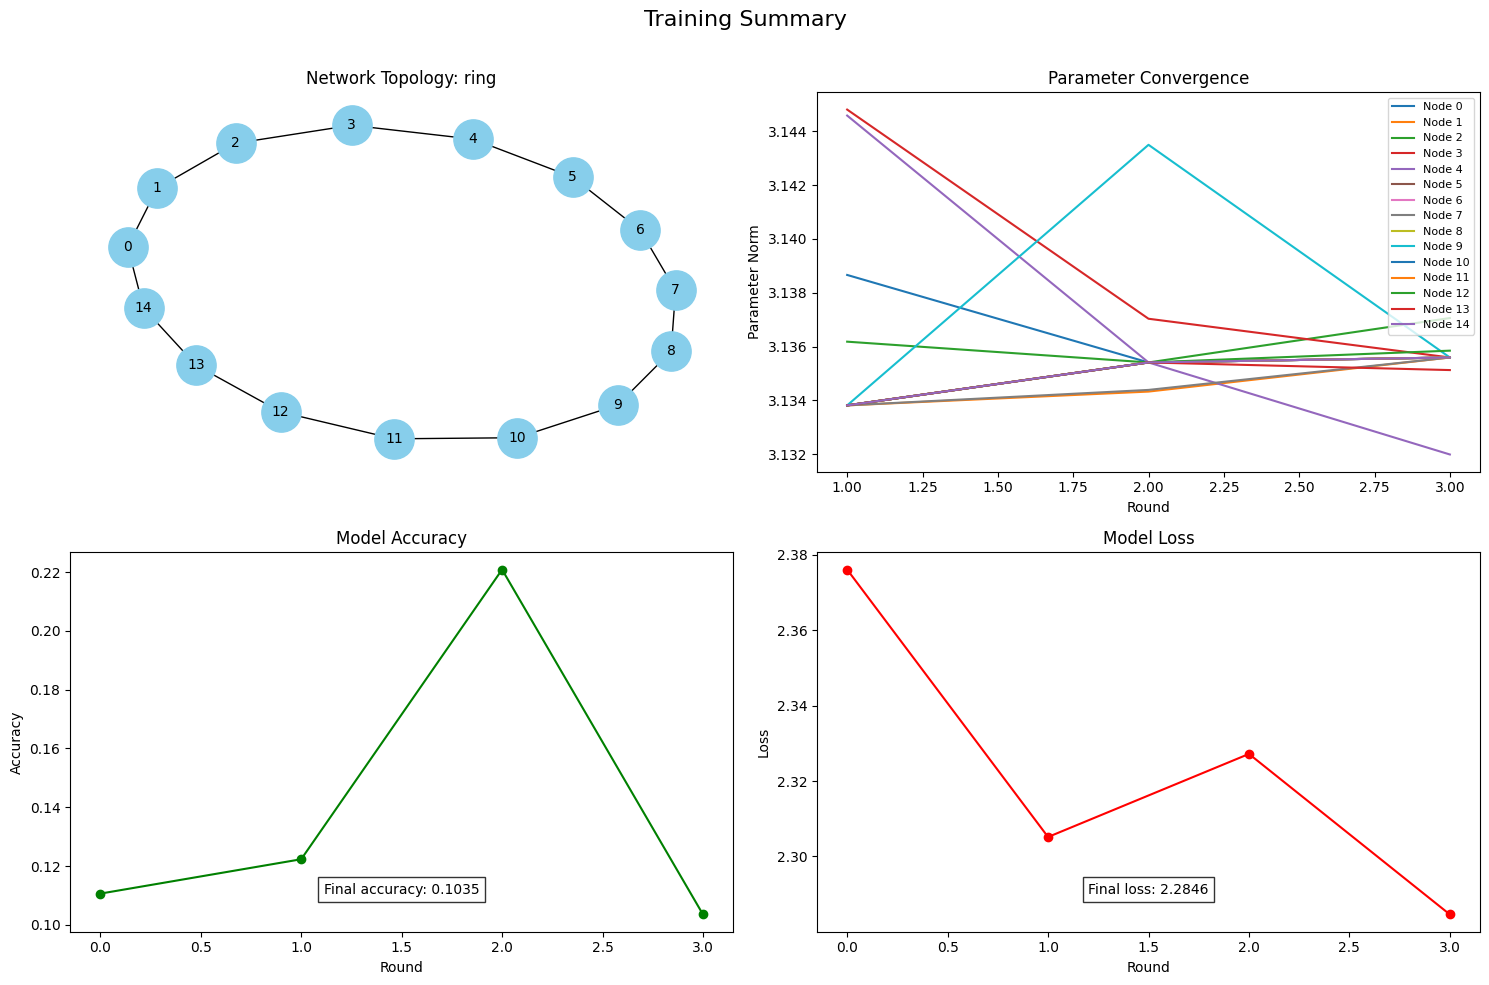 Training Summary
Network Topology: ring
3
2
4
5
1
6
0
7
14
8
13
9
12
11
10
Parameter Convergence
Parameter Norm
3.144
3.142
3.140
3.138
3.136
3.134
3.132
Node 0
Node 1
Node 2
Node 3
Node 4
Node 5
Node 6
Node 7
Node 8
Node 9
Node 10
Node 11
Node 12
Node 13
Node 14
1.00 1.25 1.50 1.75 2.00 2.25 2.50 2.75 3.00
Round
Model Accuracy
Accuracy
0.22
0.20
0.18
0.16
0.14
0.12
0.10
Final accuracy: 0.1035
0.0 0.5 1.0 1.5 2.0 2.5 3.0
Round
Model Loss
Loss
2.38
2.36
2.34
2.32
2.30
Final loss: 2.2846
0.0 0.5 1.0 1.5 2.0 2.5 3.0
Round